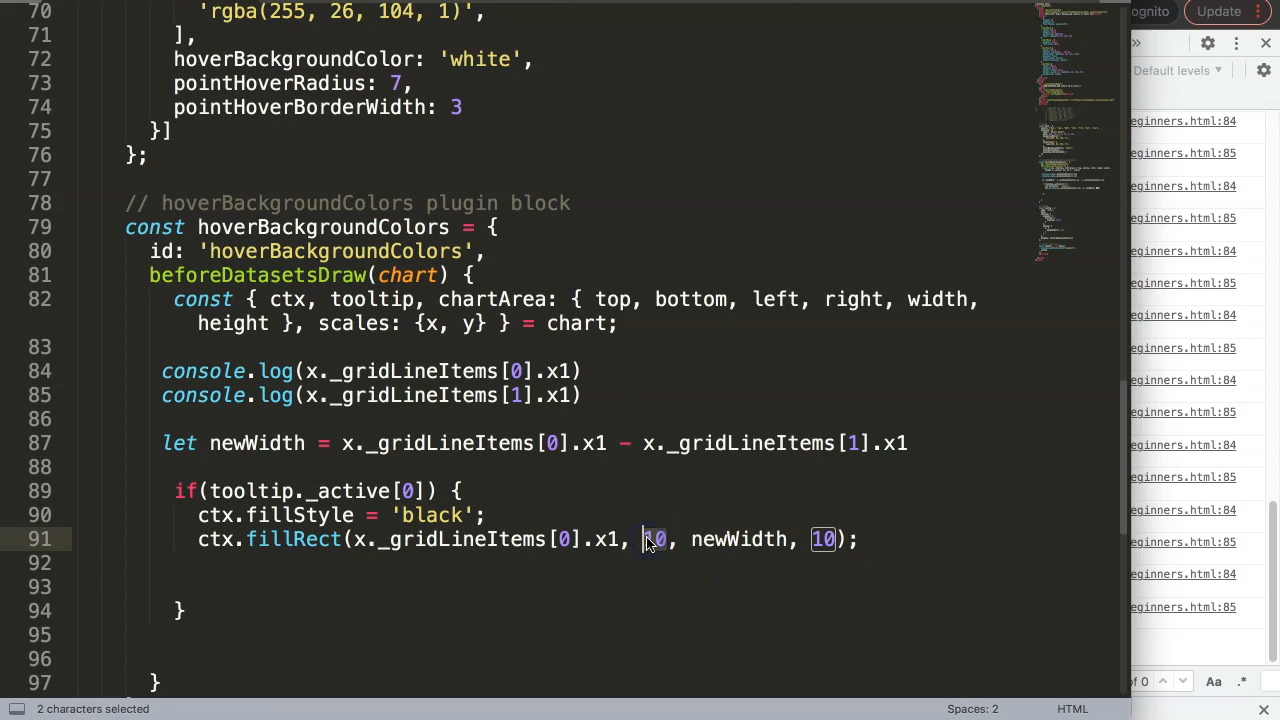 70 'rgba(255, 26, 104, 1)',
71 ],
72 hoverBackgroundColor: 'white',
73 pointHoverRadius: 7,
74 pointHoverBorderWidth: 3
75 }]
76 };
77
78 // hoverBackgroundColors plugin block
79 const hoverBackgroundColors = {
80 id: 'hoverBackgroundColors',
81 beforeDatasetsDraw(chart) {
82 const { ctx, tooltip, chartArea: { top, bottom, left, right, width,
height }, scales: {x, y} } = chart;
83
84 console.log(x._gridLineItems[0].x1)
85 console.log(x._gridLineItems[1].x1)
86
87 let newWidth = x._gridLineItems[0].x1 - x._gridLineItems[1].x1
88
89 if(tooltip._active[0]) {
90 ctx.fillStyle = 'black';
91 ctx.fillRect(x._gridLineItems[0].x1, 10, newWidth, 10);
92
93
94 }
95
96
97 }
2 characters selected
Spaces: 2
HTML
ognito
Update
Default levels
eginners.html:84
eginners.html:85
eginners.html:84
eginners.html:85
eginners.html:84
eginners.html:85
eginners.html:84
eginners.html:85
eginners.html:84
eginners.html:85
eginners.html:84
eginners.html:85
eginners.html:84
eginners.html:85
eginners.html:84
eginners.html:85
of 0
Aa
.*